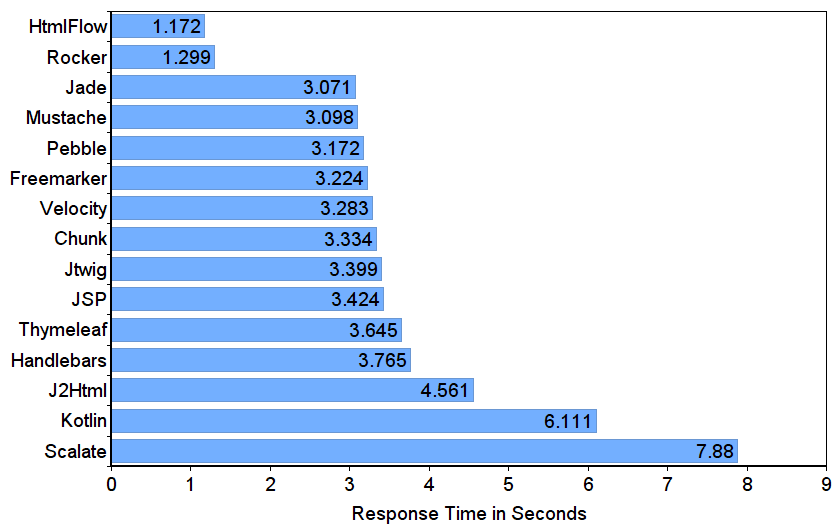 HtmlFlow 1.172
Rocker 1.299
Jade 3.071
Mustache 3.098
Pebble 3.172
Freemarker 3.224
Velocity 3.283
Chunk 3.334
Jtwig 3.399
JSP 3.424
Thymeleaf 3.645
Handlebars 3.765
J2Html 4.561
Kotlin 6.111
Scalate 7.88
0 1 2 3 4 5 6 7 8 9
Response Time in Seconds